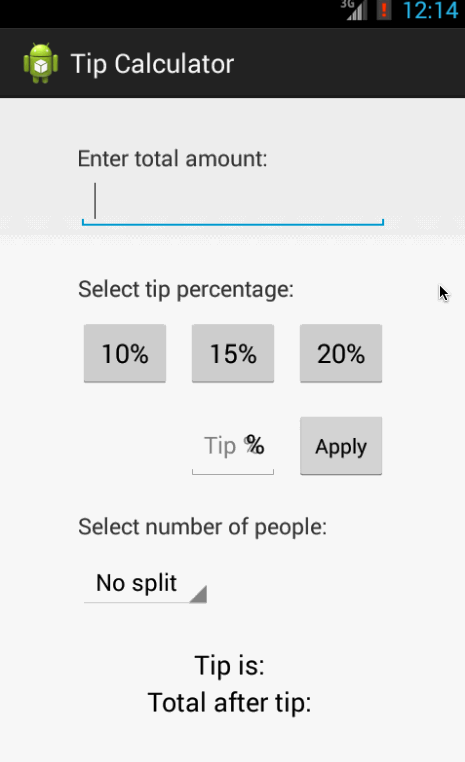 3G 12:14
Tip Calculator
Enter total amount:
Select tip percentage:
10% 15% 20%
Tip % Apply
Select number of people:
No split
Tip is:
Total after tip: